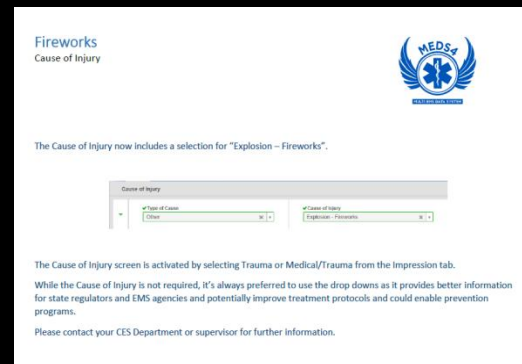 Fireworks
Cause of Injury
MEDS4
The Cause of Injury now includes a selection for "Explosion – Fireworks".
Cause of Injury
Type of Cause
Cause of Injury
Other
Explosion - Fireworks
The Cause of Injury screen is activated by selecting Trauma or Medical/Trauma from the Impression tab.
While the Cause of Injury is not required, it's always preferred to use the drop downs as it provides better information
for state regulators and EMS agencies and potentially improve treatment protocols and could enable prevention
programs.
Please contact your CES Department or supervisor for further information.